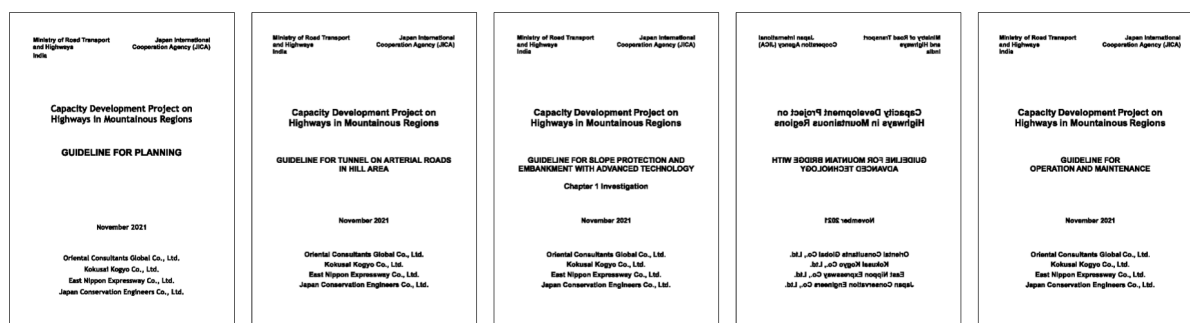 Ministry of Road Transport
and Highways
India
Japan International
Cooperation Agency (JICA)
Capacity Development Project on
Highways in Mountainous Regions
GUIDELINE FOR PLANNING
November 2021
Oriental Consultants Global Co., Ltd.
Kokusai Kogyo Co., Ltd.
East Nippon Expressway Co., Ltd.
Japan Conservation Engineers Co., Ltd.
Ministry of Road Transport
and Highways
India
Japan International
Cooperation Agency (JICA)
Capacity Development Project on
Highways in Mountainous Regions
GUIDELINE FOR TUNNEL ON ARTERIAL ROADS
IN HILL AREA
November 2021
Oriental Consultants Global Co., Ltd.
Kokusai Kogyo Co., Ltd.
East Nippon Expressway Co., Ltd.
Japan Conservation Engineers Co., Ltd.
Ministry of Road Transport
and Highways
India
Japan International
Cooperation Agency (JICA)
Capacity Development Project on
Highways in Mountainous Regions
GUIDELINE FOR SLOPE PROTECTION AND
EMBANKMENT WITH ADVANCED TECHNOLOGY
Chapter 1 Investigation
November 2021
Oriental Consultants Global Co., Ltd.
Kokusai Kogyo Co., Ltd.
East Nippon Expressway Co., Ltd.
Japan Conservation Engineers Co., Ltd.
Ministry of Road Transport
and Highways
India
Japan International
Cooperation Agency (JICA)
Capacity Development Project on
Highways in Mountainous Regions
GUIDELINE FOR MOUNTAIN BRIDGE WITH
ADVANCED TECHNOLOGY
November 2021
Oriental Consultants Global Co., Ltd.
Kokusai Kogyo Co., Ltd.
East Nippon Expressway Co., Ltd.
Japan Conservation Engineers Co., Ltd.
Ministry of Road Transport
and Highways
India
Japan International
Cooperation Agency (JICA)
Capacity Development Project on
Highways in Mountainous Regions
GUIDELINE FOR
OPERATION AND MAINTENANCE
November 2021
Oriental Consultants Global Co., Ltd.
Kokusai Kogyo Co., Ltd.
East Nippon Expressway Co., Ltd.
Japan Conservation Engineers Co., Ltd.